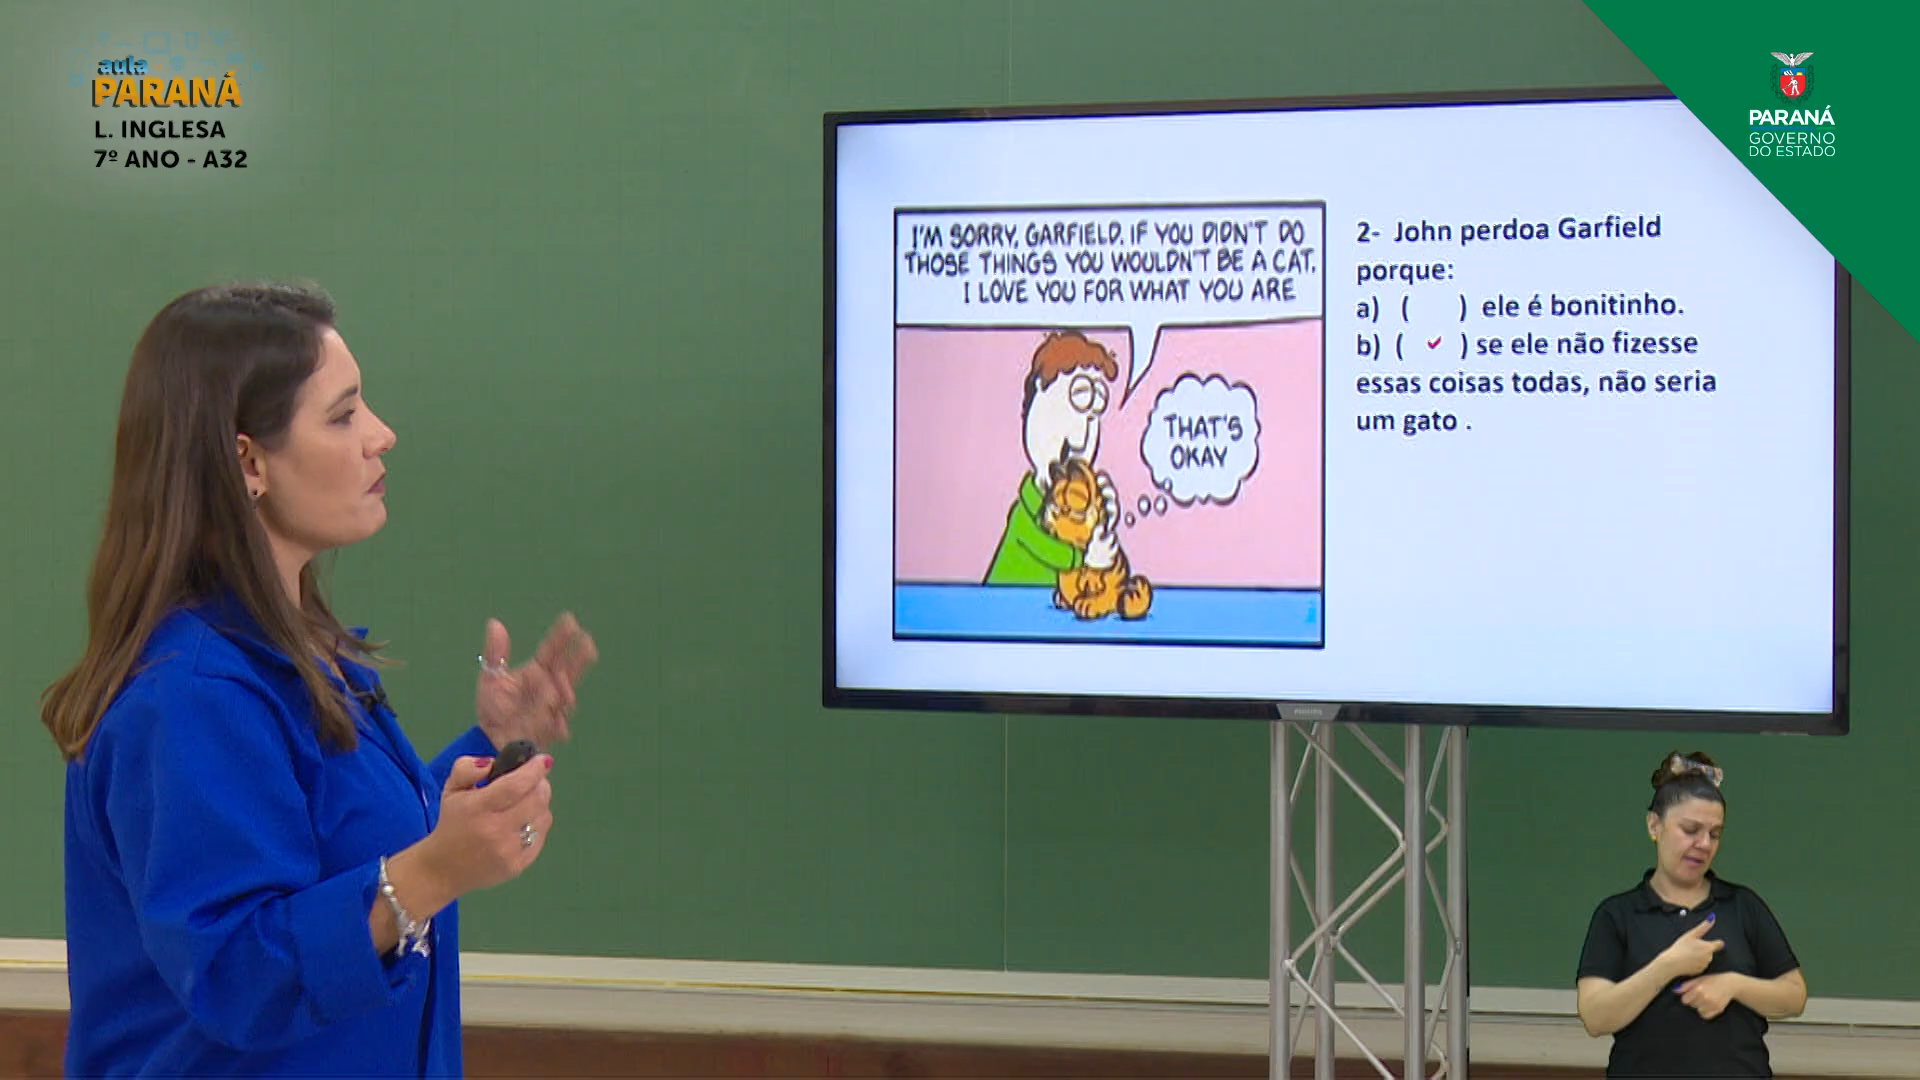 aula
PARANÁ
L. INGLESA
7º ANO - A32
PARANÁ
GOVERNO
DO ESTADO
I'M SORRY, GARFIELD. IF YOU DIDN'T DO
THOSE THINGS YOU WOULDN'T BE A CAT.
I LOVE YOU FOR WHAT YOU ARE
THAT'S
OKAY
2- John perdoa Garfield
porque:
a) ( ) ele é bonitinho.
b) ( ✓ ) se ele não fizesse
essas coisas todas, não seria
um gato .
PHILIPS